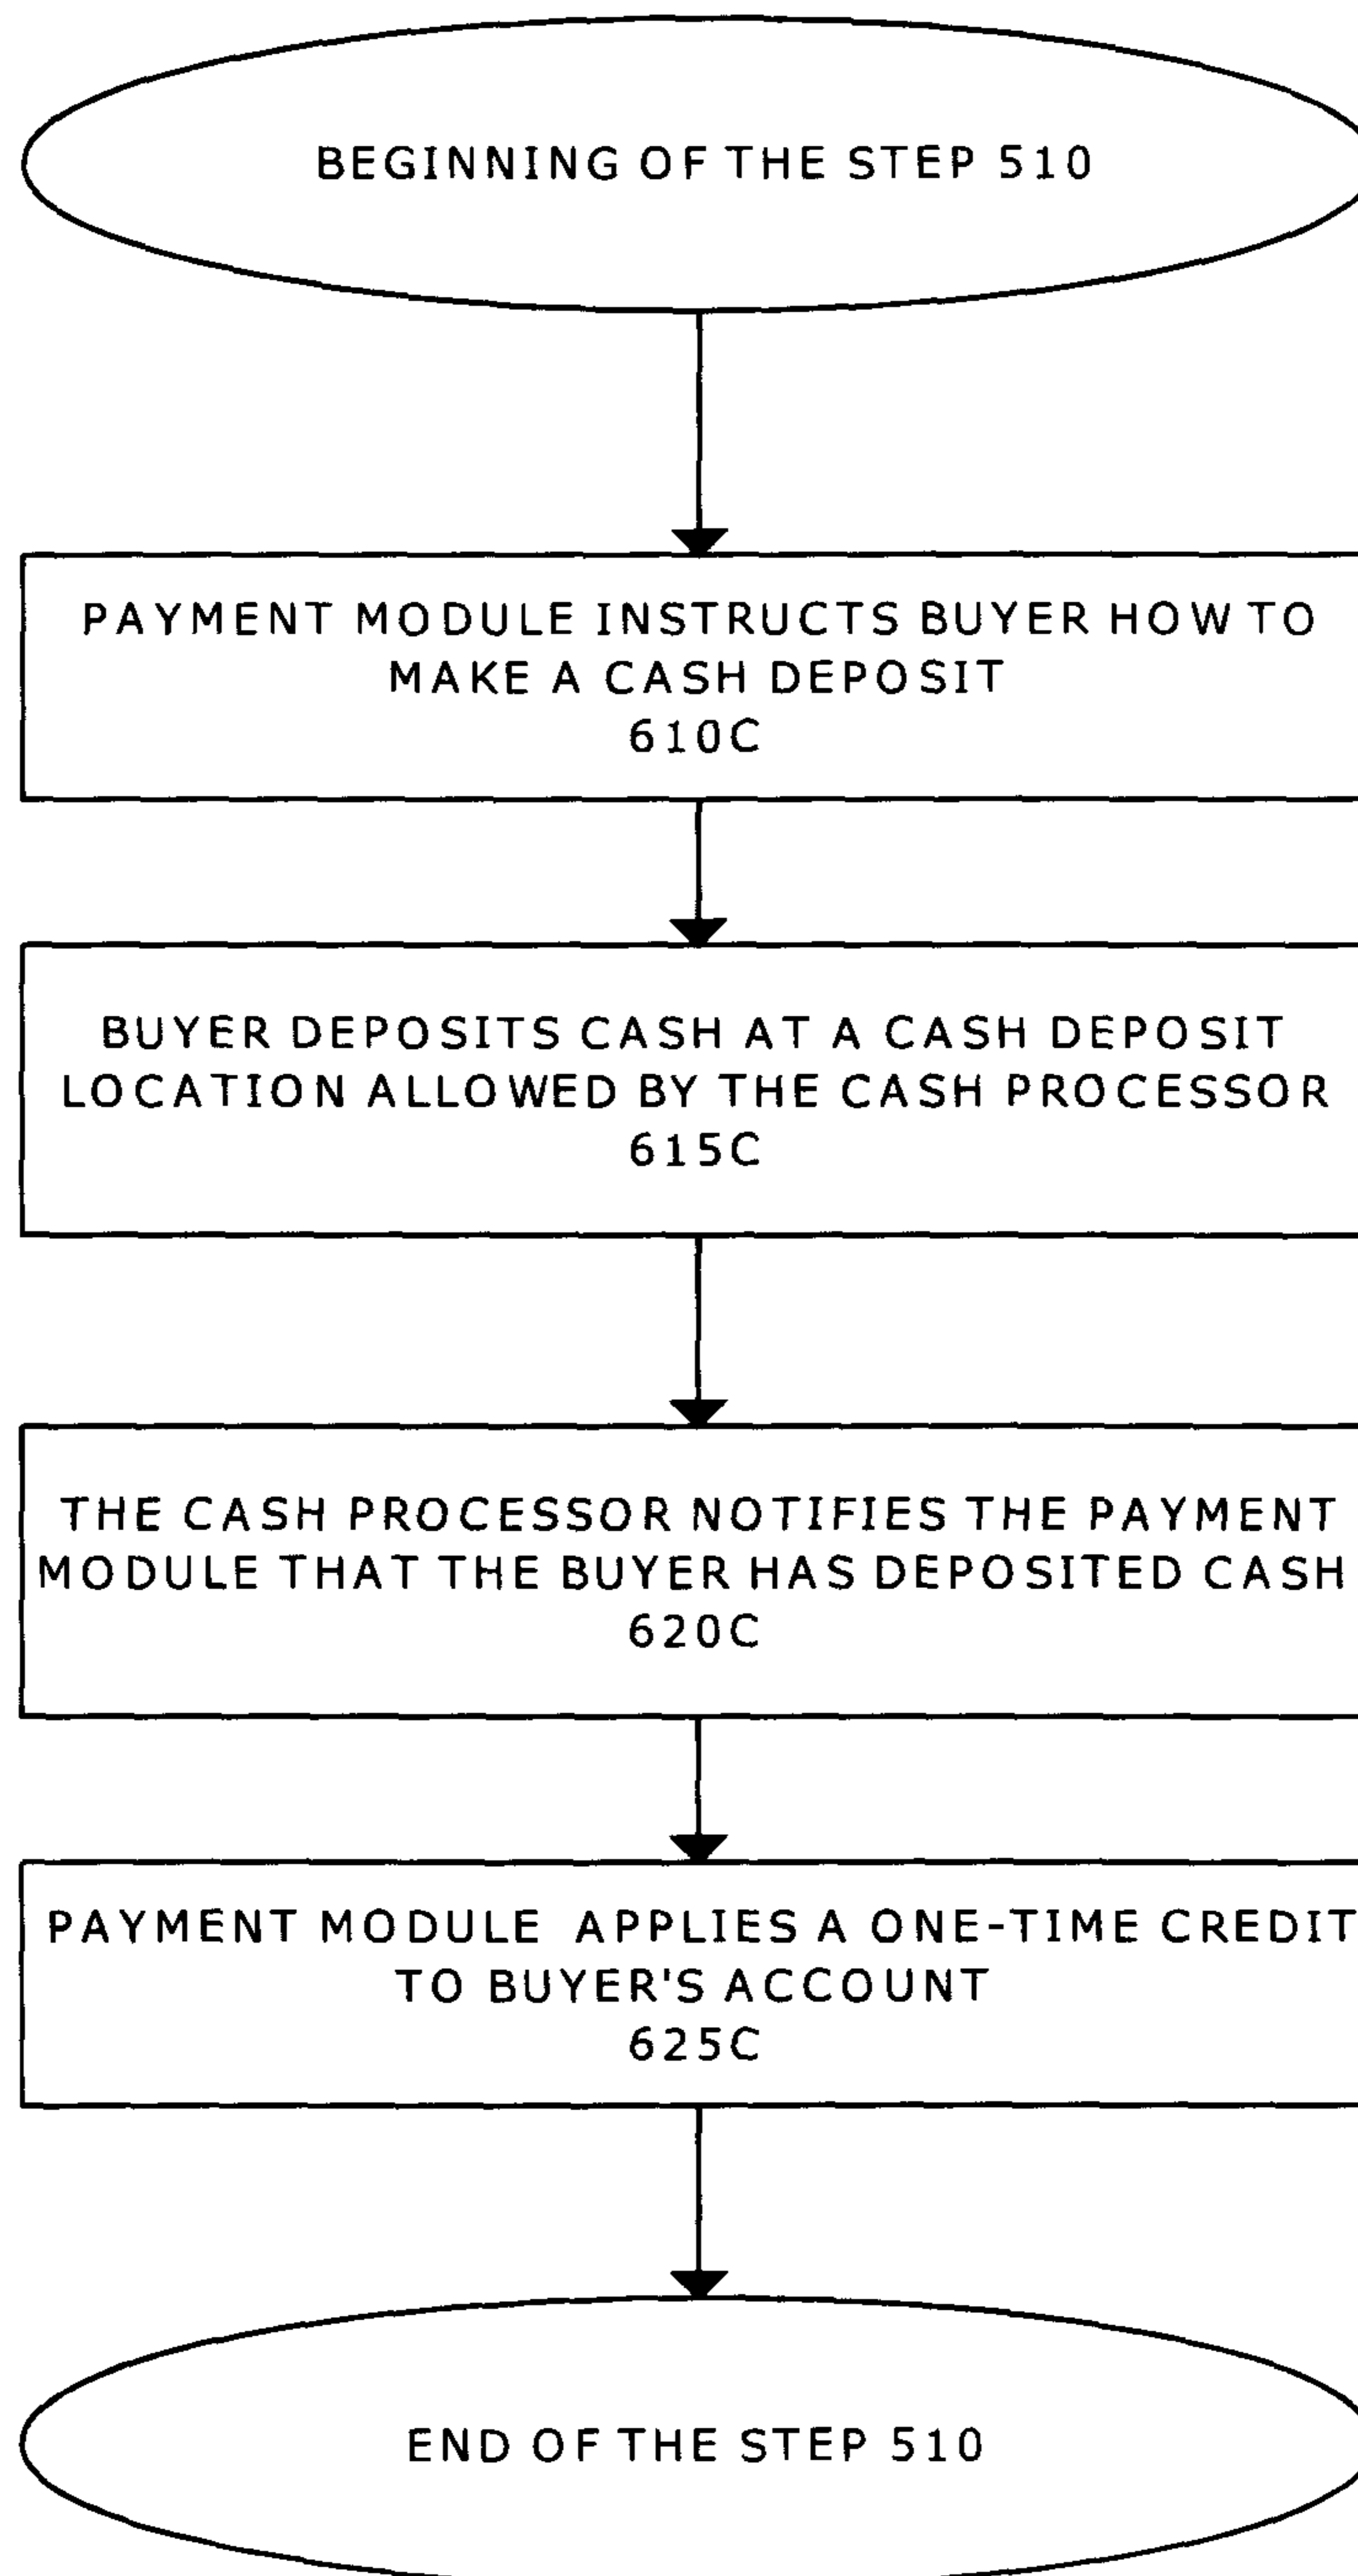 BEGINNING OF THE STEP 510
PAYMENT MODULE INSTRUCTS BUYER HOW TO
MAKE A CASH DEPOSIT
610C
BUYER DEPOSITS CASH AT A CASH DEPOSIT
LOCATION ALLOWED BY THE CASH PROCESSOR
615C
THE CASH PROCESSOR NOTIFIES THE PAYMENT
MODULE THAT THE BUYER HAS DEPOSITED CASH
620C
PAYMENT MODULE APPLIES A ONE-TIME CREDIT
TO BUYER'S ACCOUNT
625C
END OF THE STEP 510